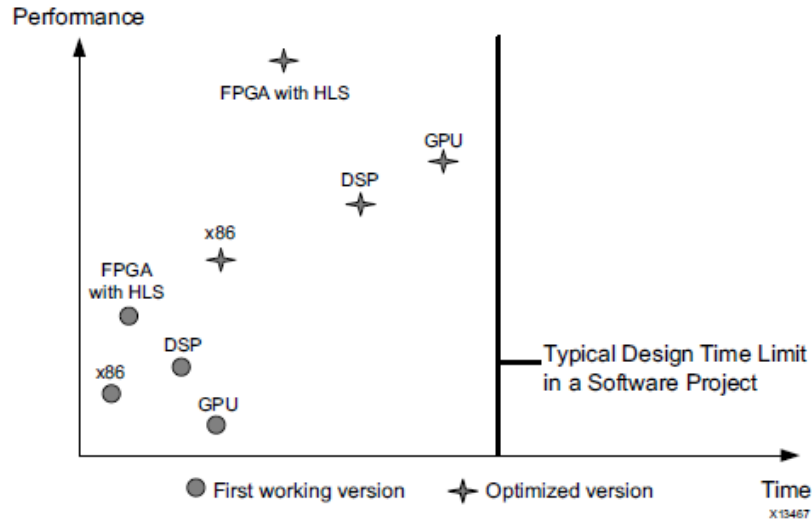 Performance
FPGA with HLS
GPU
DSP
x86
FPGA
with HLS
DSP
x86
GPU
Typical Design Time Limit
in a Software Project
First working version
Optimized version
Time
X13467